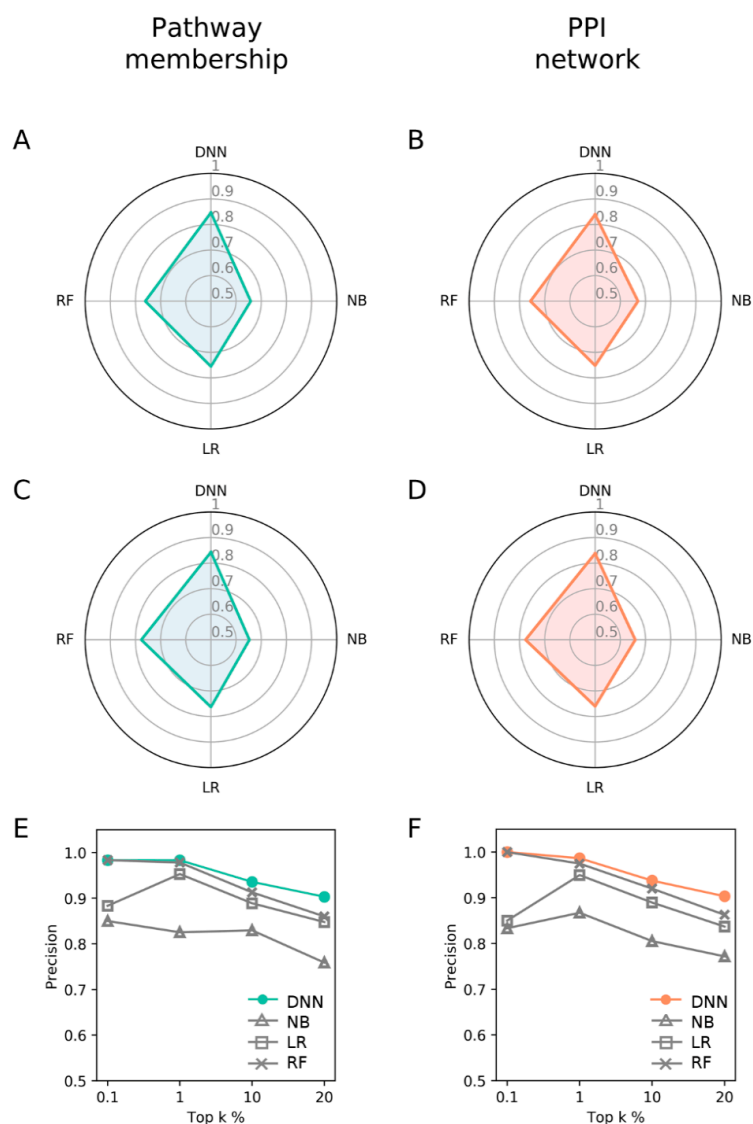 Pathway
membership
PPI
network
A
DNN
1
0.9
0.8
0.7
0.6
0.5
RF
NB
LR
B
DNN
1
0.9
0.8
0.7
0.6
0.5
RF
NB
LR
C
DNN
1
0.9
0.8
0.7
0.6
0.5
RF
NB
LR
D
DNN
1
0.9
0.8
0.7
0.6
0.5
RF
NB
LR
E
1.0
0.9
0.8
0.7
0.6
0.5
Precision
DNN
NB
LR
RF
0.1
1
10
20
Top k %
F
1.0
0.9
0.8
0.7
0.6
0.5
Precision
DNN
NB
LR
RF
0.1
1
10
20
Top k %